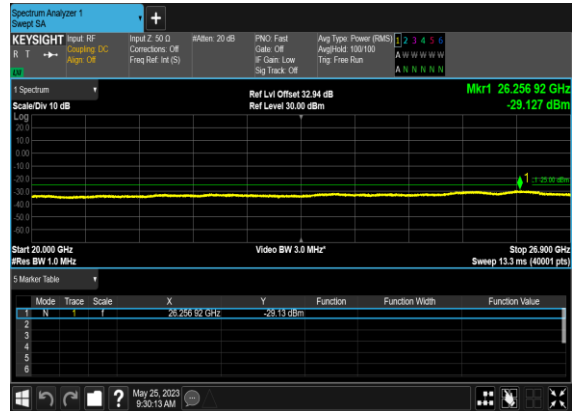 Spectrum Analyzer 1
Swept SA
+
KEYSIGHT Input: RF Input Z: 50 Ω #Atten: 20 dB PNO: Fast Avg Type: Power (RMS) 1 2 3 4 5 6
R T Coupling: DC Corrections: Off Gate: Off Avg|Hold: 100/100 A W W W W W
Align: Off Freq Ref: Int (S) IF Gain: Low Trig: Free Run
LXI Sig Track: Off A N N N N N
1 Spectrum Ref Lvl Offset 32.94 dB Mkr1 26.256 92 GHz
Scale/Div 10 dB Ref Level 30.00 dBm -29.127 dBm
Log
20.0
10.0
0.00
-10.0
-20.0
-30.0
-40.0
-50.0
-60.0
1
Start 20.000 GHz Video BW 3.0 MHz* Stop 26.900 GHz
#Res BW 1.0 MHz Sweep 13.3 ms (40001 pts)
5 Marker Table
Mode Trace Scale X Y Function Function Width Function Value
1 N 1 f 26.256 92 GHz -29.13 dBm
2
3
4
5
6
? May 25, 2023
9:30:13 AM